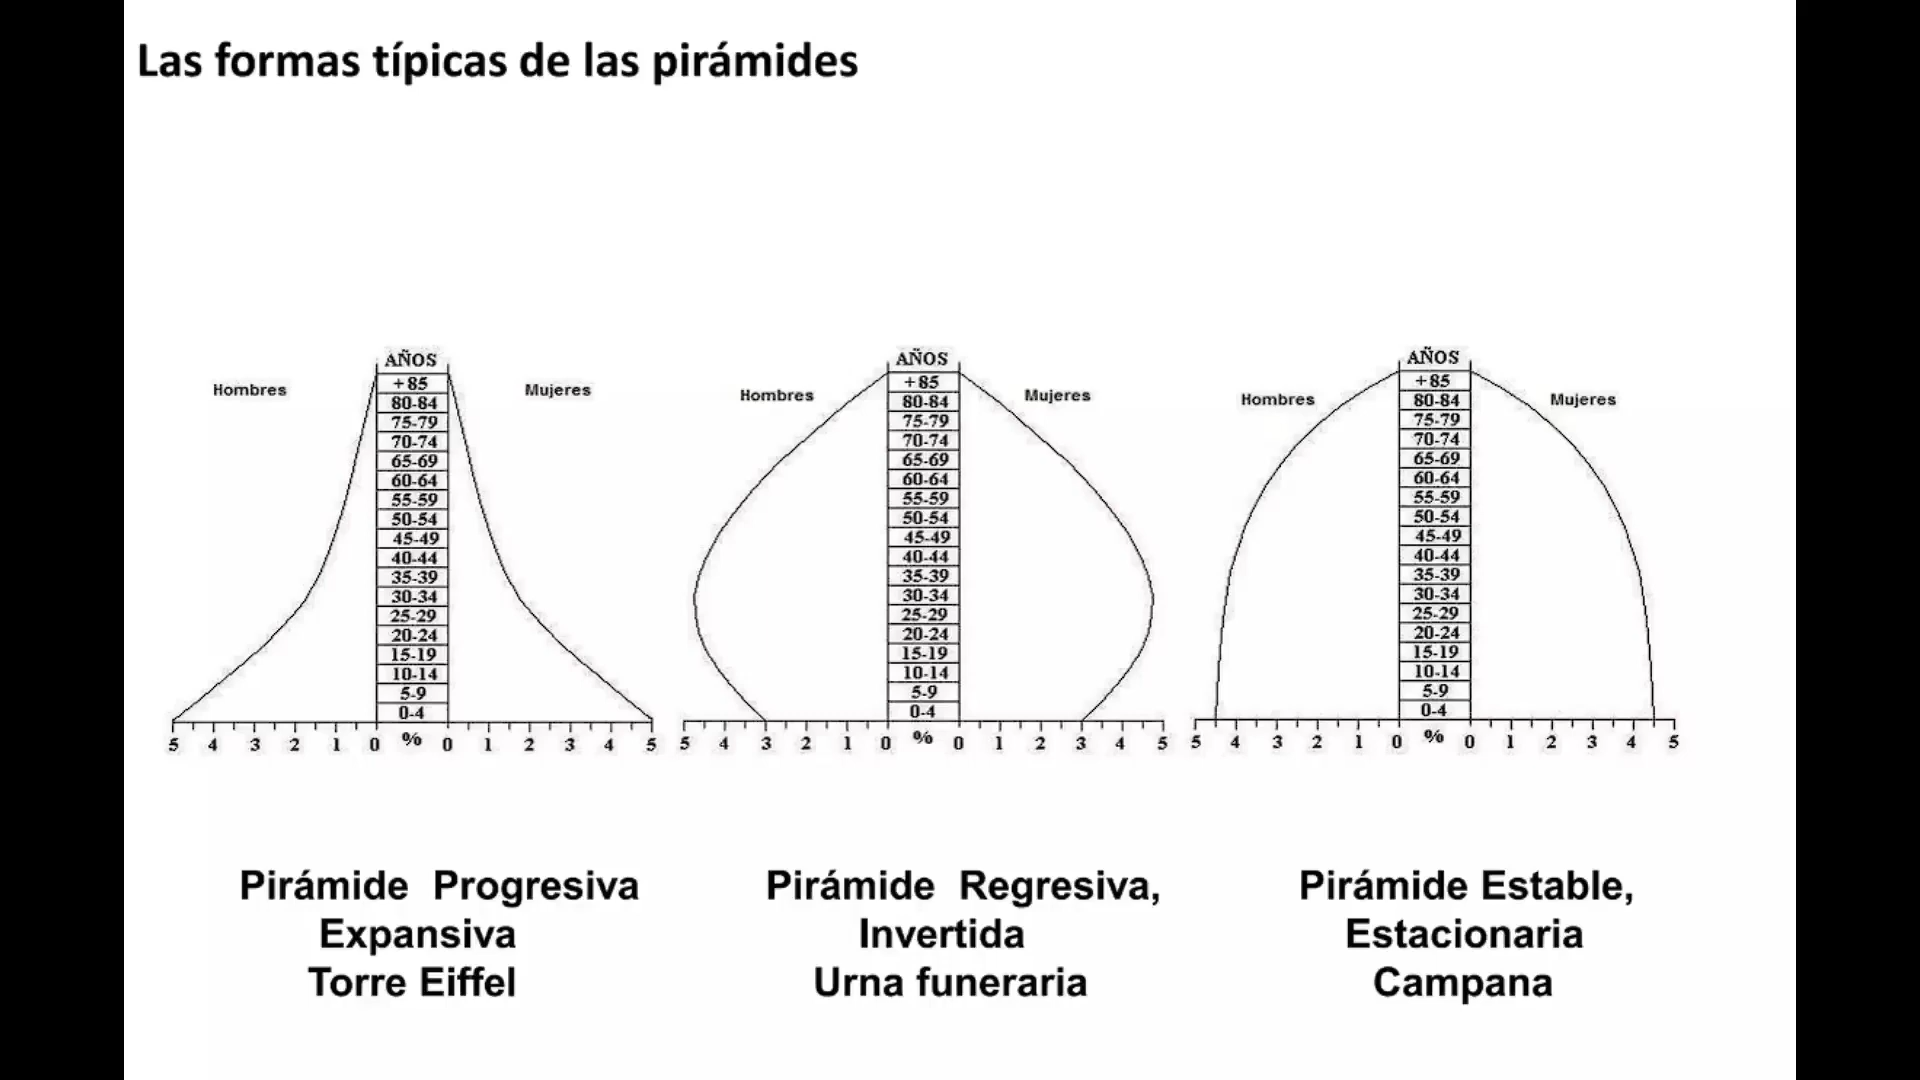 Las formas típicas de las pirámides
AÑOS
Hombres
Mujeres
+85
80-84
75-79
70-74
65-69
60-64
55-59
50-54
45-49
40-44
35-39
30-34
25-29
20-24
15-19
10-14
5-9
0-4
5 4 3 2 1 0 % 0 1 2 3 4 5
AÑOS
Hombres
Mujeres
+85
80-84
75-79
70-74
65-69
60-64
55-59
50-54
45-49
40-44
35-39
30-34
25-29
20-24
15-19
10-14
5-9
0-4
5 4 3 2 1 0 % 0 1 2 3 4 5
AÑOS
Hombres
Mujeres
+85
80-84
75-79
70-74
65-69
60-64
55-59
50-54
45-49
40-44
35-39
30-34
25-29
20-24
15-19
10-14
5-9
0-4
5 4 3 2 1 0 % 0 1 2 3 4 5
Pirámide Progresiva
Expansiva
Torre Eiffel
Pirámide Regresiva,
Invertida
Urna funeraria
Pirámide Estable,
Estacionaria
Campana